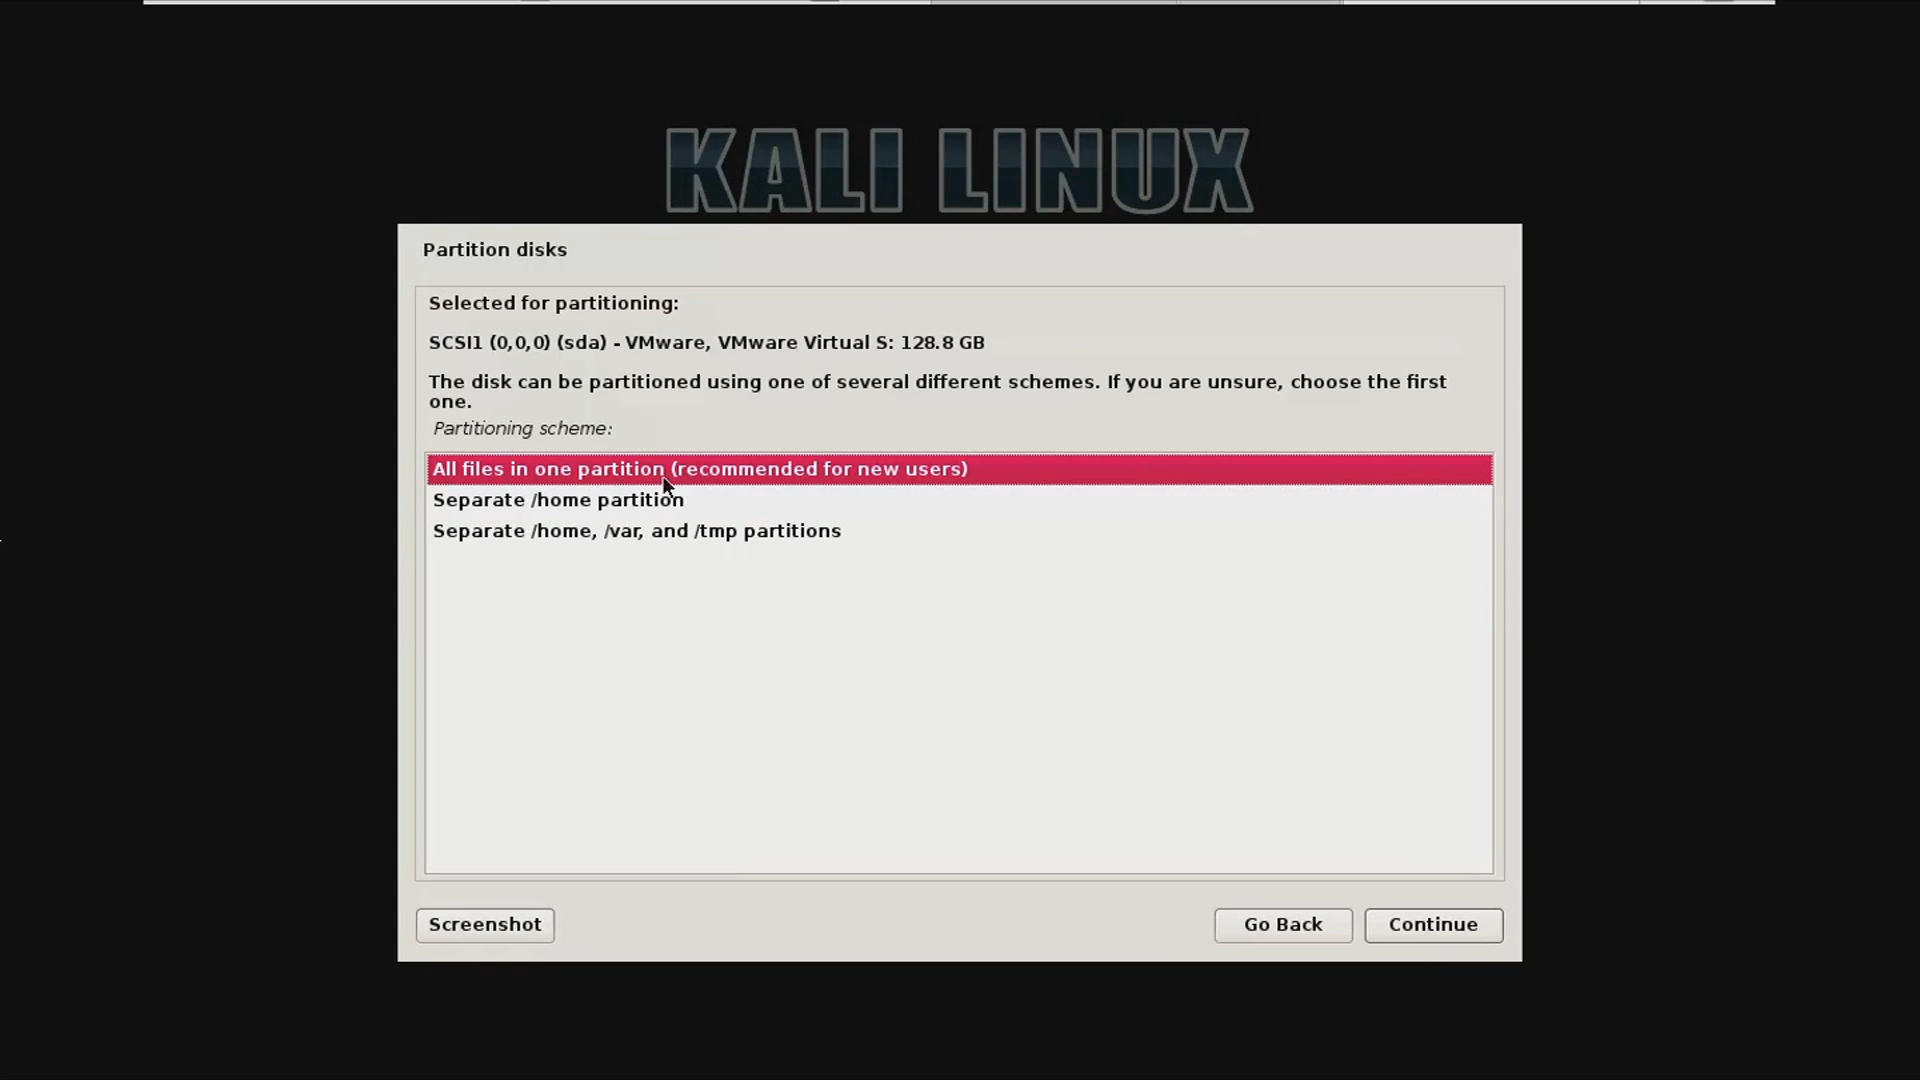 KALI LINUX
Partition disks
Selected for partitioning:
SCSI1 (0,0,0) (sda) - VMware, VMware Virtual S: 128.8 GB
The disk can be partitioned using one of several different schemes. If you are unsure, choose the first
one.
Partitioning scheme:
All files in one partition (recommended for new users)
Separate /home partition
Separate /home, /var, and /tmp partitions
Screenshot
Go Back
Continue